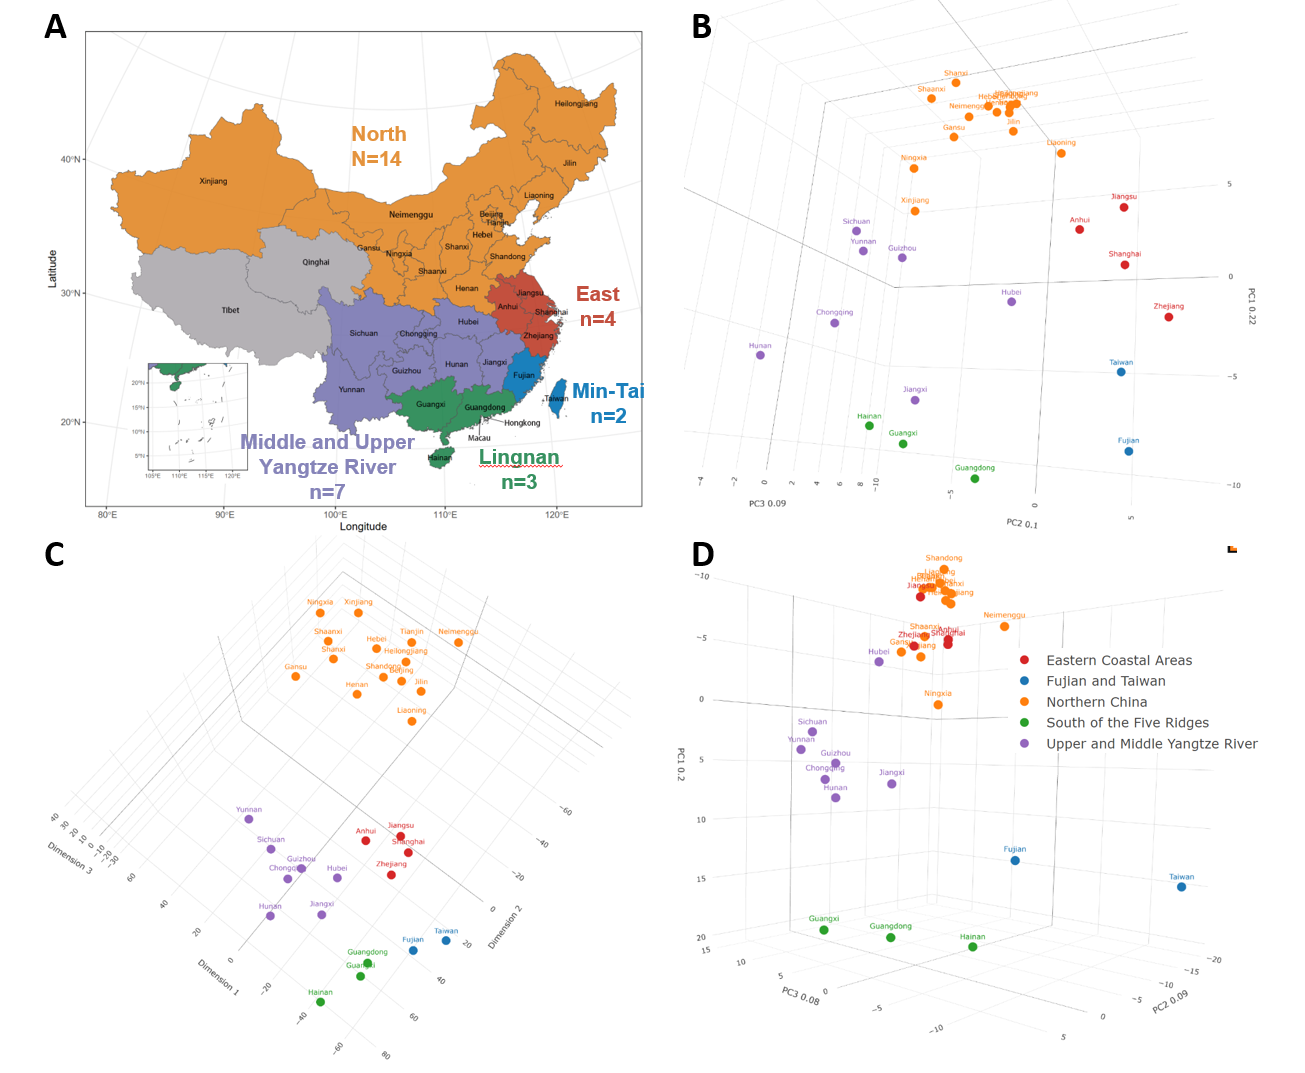 A
40°N
30°N
20°N
80°E
90°E
100°E
110°E
120°E
Latitude
Longitude
North
N=14
East
n=4
Min-Tai
n=2
Lingnan
n=3
Middle and Upper
Yangtze River
n=7
Heilongjiang
Jilin
Liaoning
Xinjiang
Neimenggu
Beijing
Tianjin
Hebei
Gansu
Ningxia
Shanxi
Shandong
Shaanxi
Henan
Qinghai
Tibet
Jiangsu
Anhui
Shanghai
Zhejiang
Sichuan
Chongqing
Hubei
Hunan
Jiangxi
Guizhou
Yunnan
Fujian
Taiwan
Guangxi
Guangdong
Hongkong
Macau
Hainan
20°N
15°N
10°N
5°N
105°E
110°E
115°E
120°E
B
Shanxi
Shaanxi
Neimenggu
Gansu
Jilin
Liaoning
Ningxia
Xinjiang
Jiangsu
Anhui
Shanghai
Zhejiang
Sichuan
Yunnan
Guizhou
Hubei
Chongqing
Hunan
Jiangxi
Taiwan
Fujian
Hainan
Guangxi
Guangdong
5
0
−5
−10
PC1 0.22
−4
−2
0
2
4
6
8
−10
−5
0
5
PC3 0.09
PC2 0.1
C
Ningxia
Xinjiang
Shaanxi
Shanxi
Hebei
Tianjin
Neimenggu
Heilongjiang
Gansu
Shandong
Beijing
Henan
Jilin
Liaoning
Yunnan
Sichuan
Guizhou
Chongqing
Hubei
Hunan
Jiangxi
Anhui
Jiangsu
Shanghai
Zhejiang
Fujian
Taiwan
Guangdong
Guangxi
Hainan
40
30
20
10
0
−10
−20
−30
Dimension 3
60
40
20
0
−20
−40
−60
Dimension 1
−60
−40
−20
0
20
40
60
80
Dimension 2
D
Shandong
Jiangsu
Neimenggu
Shaanxi
Anhui
Zhejiang
Shanghai
Gansu
Hubei
Ningxia
Sichuan
Yunnan
Guizhou
Chongqing
Hunan
Jiangxi
Fujian
Taiwan
Guangxi
Guangdong
Hainan
−10
−5
0
5
10
15
20
PC1 0.2
15
10
5
0
−5
−10
PC3 0.08
−20
−15
−10
−5
0
5
PC2 0.09
Eastern Coastal Areas
Fujian and Taiwan
Northern China
South of the Five Ridges
Upper and Middle Yangtze River